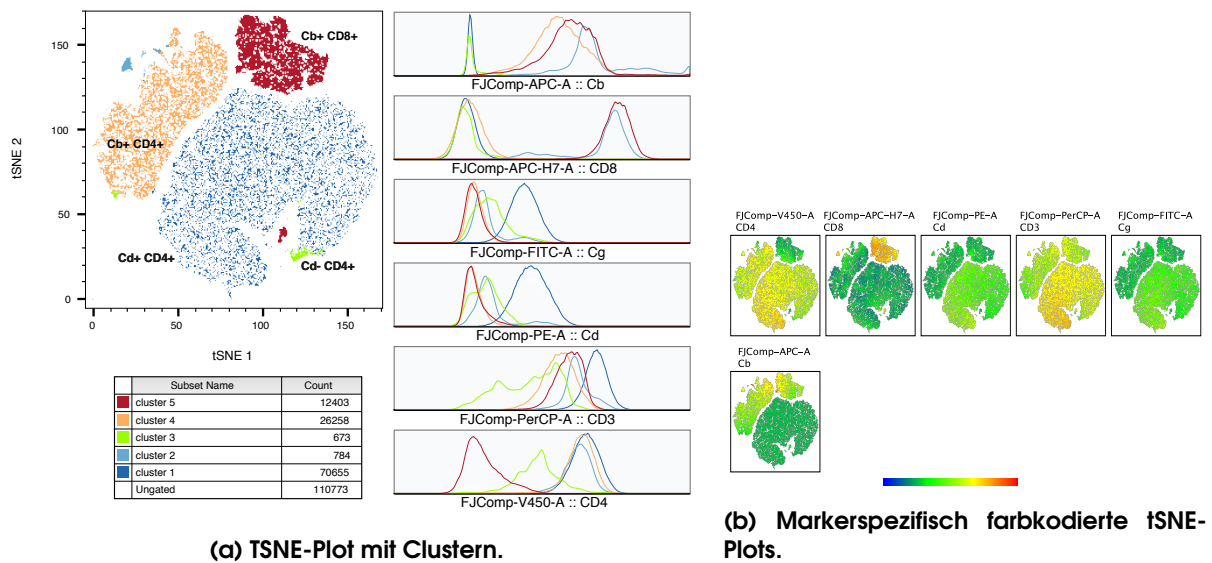 150
100
50
0
tSNE 2
Cb+ CD8+
Cb+ CD4+
Cd+ CD4+
Cd- CD4+
0 50 100 150
tSNE 1
Subset Name Count
cluster 5 12403
cluster 4 26258
cluster 3 673
cluster 2 784
cluster 1 70655
Ungated 110773
FJComp-APC-A :: Cb
FJComp-APC-H7-A :: CD8
FJComp-FITC-A :: Cg
FJComp-PE-A :: Cd
FJComp-PerCP-A :: CD3
FJComp-V450-A :: CD4
(a) TSNE-Plot mit Clustern.
FJComp-V450-A
CD4
FJComp-APC-H7-A
CD8
FJComp-PE-A
Cd
FJComp-PerCP-A
CD3
FJComp-FITC-A
Cg
FJComp-APC-A
Cb
(b) Markerspezifisch farbkodierte tSNE-
Plots.